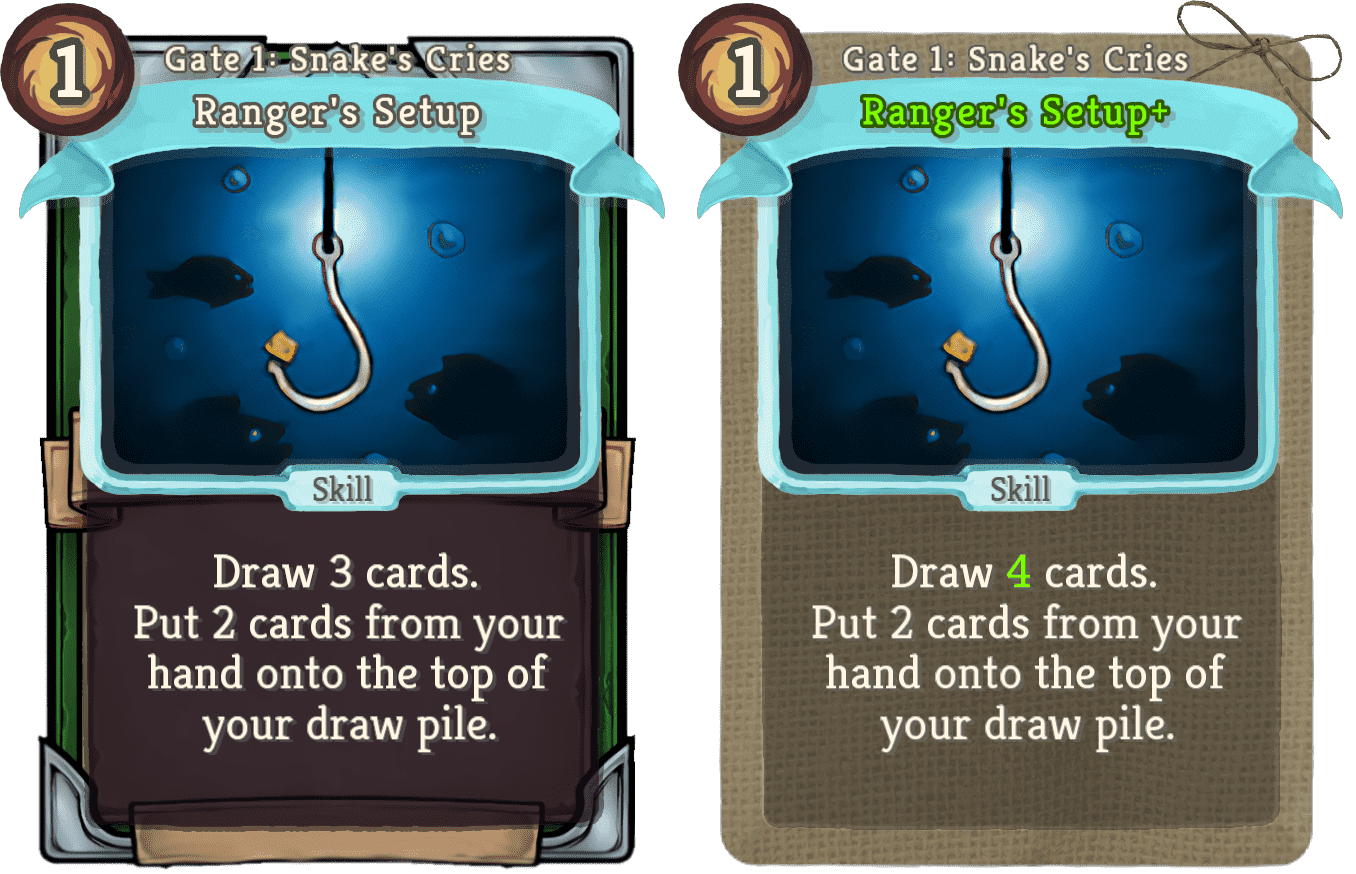 1
Gate 1: Snake's Cries
Ranger's Setup
Skill
Draw 3 cards.
Put 2 cards from your
hand onto the top of
your draw pile.
1
Gate 1: Snake's Cries
Ranger's Setup+
Skill
Draw 4 cards.
Put 2 cards from your
hand onto the top of
your draw pile.